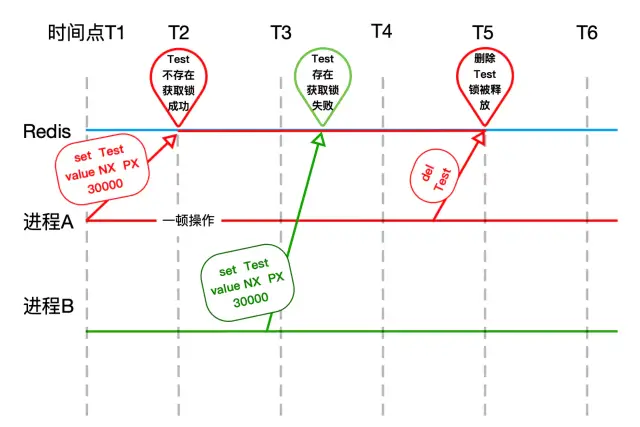 时间点T1 T2 T3 T4 T5 T6
Test
不存在
获取锁
成功
Test
存在
获取锁
失败
删除
Test
锁被释
放
Redis
set Test
value NX PX
30000
del
Test
进程A
一顿操作
set Test
value NX PX
30000
进程B